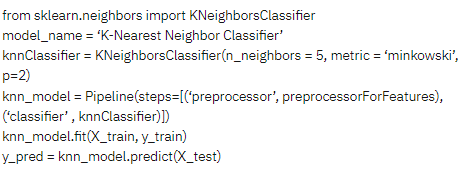 from sklearn.neighbors import KNeighborsClassifier
model_name = ‘K-Nearest Neighbor Classifier’
knnClassifier = KNeighborsClassifier(n_neighbors = 5, metric = ‘minkowski’,
p=2)
knn_model = Pipeline(steps=[(‘preprocessor’, preprocessorForFeatures),
(‘classifier’ , knnClassifier)])
knn_model.fit(X_train, y_train)
y_pred = knn_model.predict(X_test)